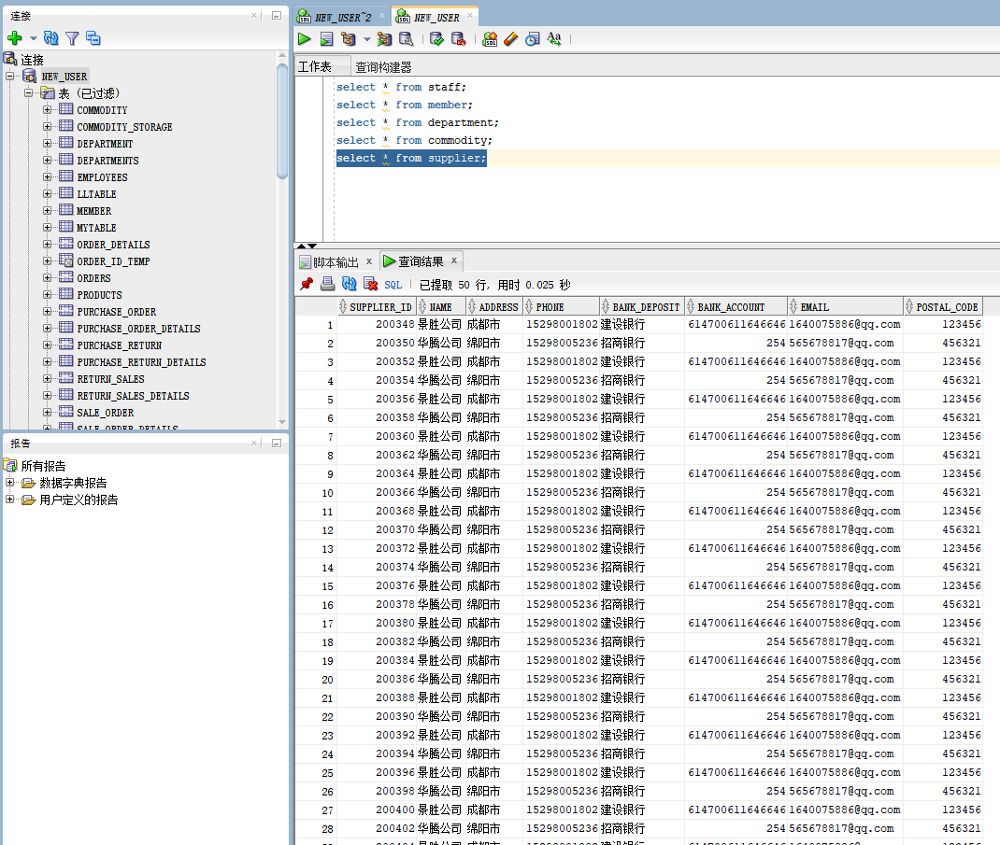 连接
连接
NEW_USER
表 (已过滤)
COMMODITY
COMMODITY_STORAGE
DEPARTMENT
DEPARTMENTS
EMPLOYEES
LLTABLE
MEMBER
MYTABLE
ORDER_DETAILS
ORDER_ID_TEMP
ORDERS
PRODUCTS
PURCHASE_ORDER
PURCHASE_ORDER_DETAILS
PURCHASE_RETURN
PURCHASE_RETURN_DETAILS
RETURN_SALES
RETURN_SALES_DETAILS
SALE_ORDER
SALE_ORDER_DETAILS
报告
所有报告
数据字典报告
用户定义的报告
NEW_USER~2 NEW_USER
工作表 查询构建器
select * from staff;
select * from member;
select * from department;
select * from commodity;
select * from supplier;
脚本输出 x 查询结果 x
SQL 已提取 50 行, 用时 0.025 秒
SUPPLIER_ID NAME ADDRESS PHONE BANK_DEPOSIT BANK_ACCOUNT EMAIL POSTAL_CODE
1 200348 景胜公司 成都市 15298001802 建设银行 614700611646646 1640075886@qq.com 123456
2 200350 华腾公司 绵阳市 15298005236 招商银行 254 565678817@qq.com 456321
3 200352 景胜公司 成都市 15298001802 建设银行 614700611646646 1640075886@qq.com 123456
4 200354 华腾公司 绵阳市 15298005236 招商银行 254 565678817@qq.com 456321
5 200356 景胜公司 成都市 15298001802 建设银行 614700611646646 1640075886@qq.com 123456
6 200358 华腾公司 绵阳市 15298005236 招商银行 254 565678817@qq.com 456321
7 200360 景胜公司 成都市 15298001802 建设银行 614700611646646 1640075886@qq.com 123456
8 200362 华腾公司 绵阳市 15298005236 招商银行 254 565678817@qq.com 456321
9 200364 景胜公司 成都市 15298001802 建设银行 614700611646646 1640075886@qq.com 123456
10 200366 华腾公司 绵阳市 15298005236 招商银行 254 565678817@qq.com 456321
11 200368 景胜公司 成都市 15298001802 建设银行 614700611646646 1640075886@qq.com 123456
12 200370 华腾公司 绵阳市 15298005236 招商银行 254 565678817@qq.com 456321
13 200372 景胜公司 成都市 15298001802 建设银行 614700611646646 1640075886@qq.com 123456
14 200374 华腾公司 绵阳市 15298005236 招商银行 254 565678817@qq.com 456321
15 200376 景胜公司 成都市 15298001802 建设银行 614700611646646 1640075886@qq.com 123456
16 200378 华腾公司 绵阳市 15298005236 招商银行 254 565678817@qq.com 456321
17 200380 景胜公司 成都市 15298001802 建设银行 614700611646646 1640075886@qq.com 123456
18 200382 华腾公司 绵阳市 15298005236 招商银行 254 565678817@qq.com 456321
19 200384 景胜公司 成都市 15298001802 建设银行 614700611646646 1640075886@qq.com 123456
20 200386 华腾公司 绵阳市 15298005236 招商银行 254 565678817@qq.com 456321
21 200388 景胜公司 成都市 15298001802 建设银行 614700611646646 1640075886@qq.com 123456
22 200390 华腾公司 绵阳市 15298005236 招商银行 254 565678817@qq.com 456321
23 200392 景胜公司 成都市 15298001802 建设银行 614700611646646 1640075886@qq.com 123456
24 200394 华腾公司 绵阳市 15298005236 招商银行 254 565678817@qq.com 456321
25 200396 景胜公司 成都市 15298001802 建设银行 614700611646646 1640075886@qq.com 123456
26 200398 华腾公司 绵阳市 15298005236 招商银行 254 565678817@qq.com 456321
27 200400 景胜公司 成都市 15298001802 建设银行 614700611646646 1640075886@qq.com 123456
28 200402 华腾公司 绵阳市 15298005236 招商银行 254 565678817@qq.com 456321